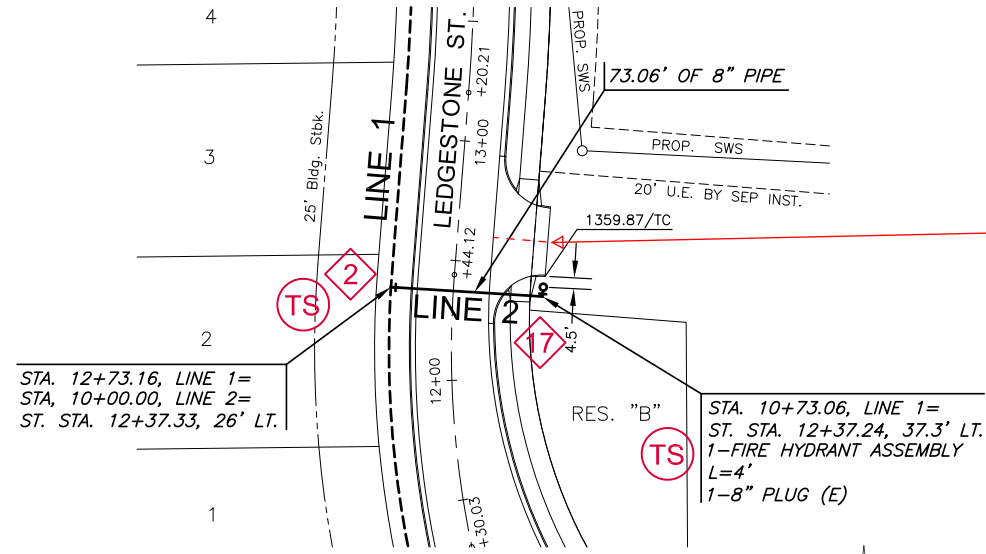 4
3
2
1
25' Bldg. Stbk.
LINE 1
LEDGESTONE ST.
+20.21
13+00
+44.12
12+00
+30.03
PROP. SWS
73.06' OF 8" PIPE
PROP. SWS
20' U.E. BY SEP INST.
1359.87/TC
2
TS
LINE 2
17
4.5'
RES. "B"
TS
STA. 12+73.16, LINE 1=
STA, 10+00.00, LINE 2=
ST. STA. 12+37.33, 26' LT.
STA. 10+73.06, LINE 1=
ST. STA. 12+37.24, 37.3' LT.
1-FIRE HYDRANT ASSEMBLY
L=4'
1-8" PLUG (E)